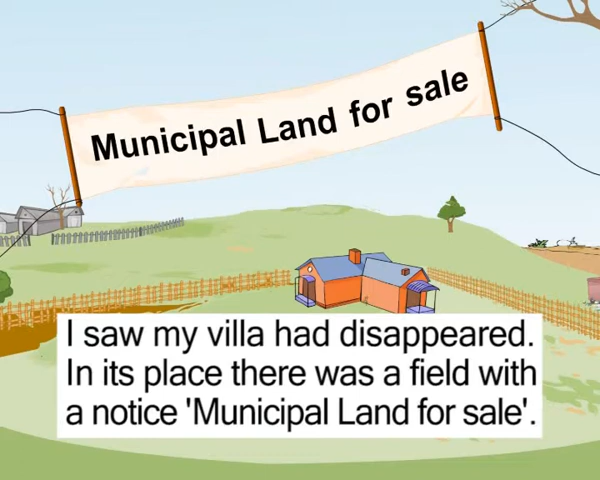 Municipal Land for sale
I saw my villa had disappeared.
In its place there was a field with
a notice 'Municipal Land for sale'.